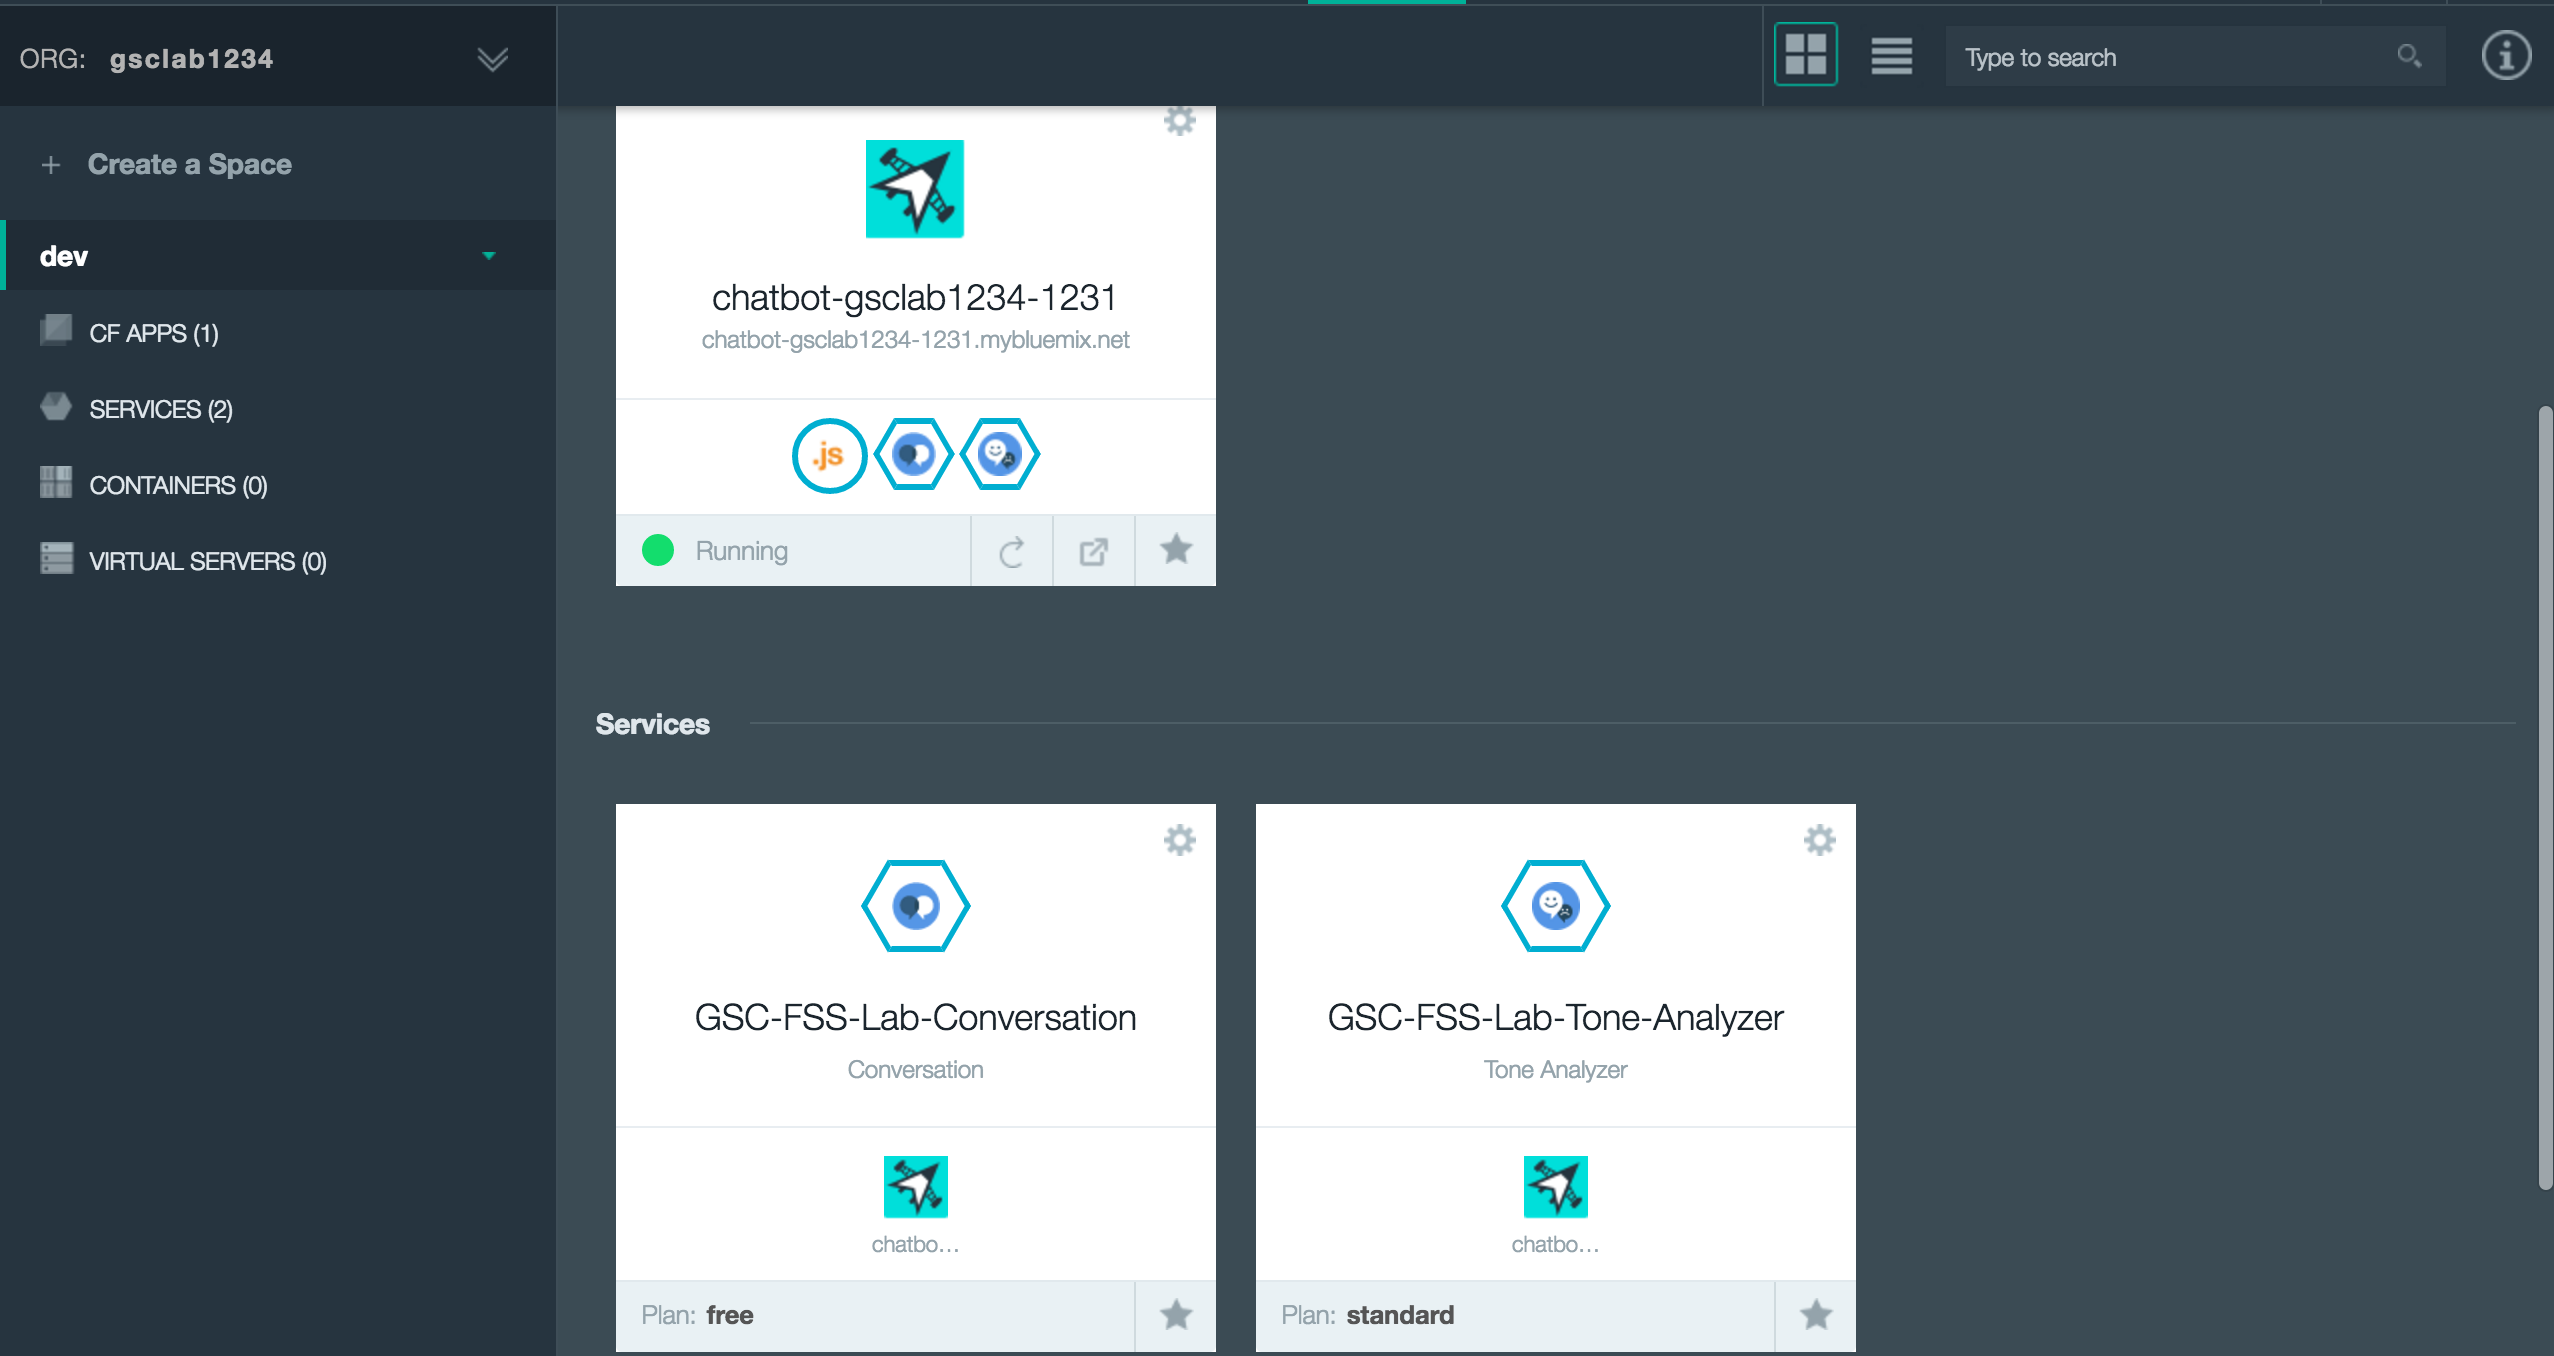 ORG: gsclab1234
Type to search
+ Create a Space
dev
CF APPS (1)
SERVICES (2)
CONTAINERS (0)
VIRTUAL SERVERS (0)
chatbot-gsclab1234-1231
chatbot-gsclab1234-1231.mybluemix.net
.js
Running
Services
GSC-FSS-Lab-Conversation
Conversation
chatbo...
Plan: free
GSC-FSS-Lab-Tone-Analyzer
Tone Analyzer
chatbo...
Plan: standard